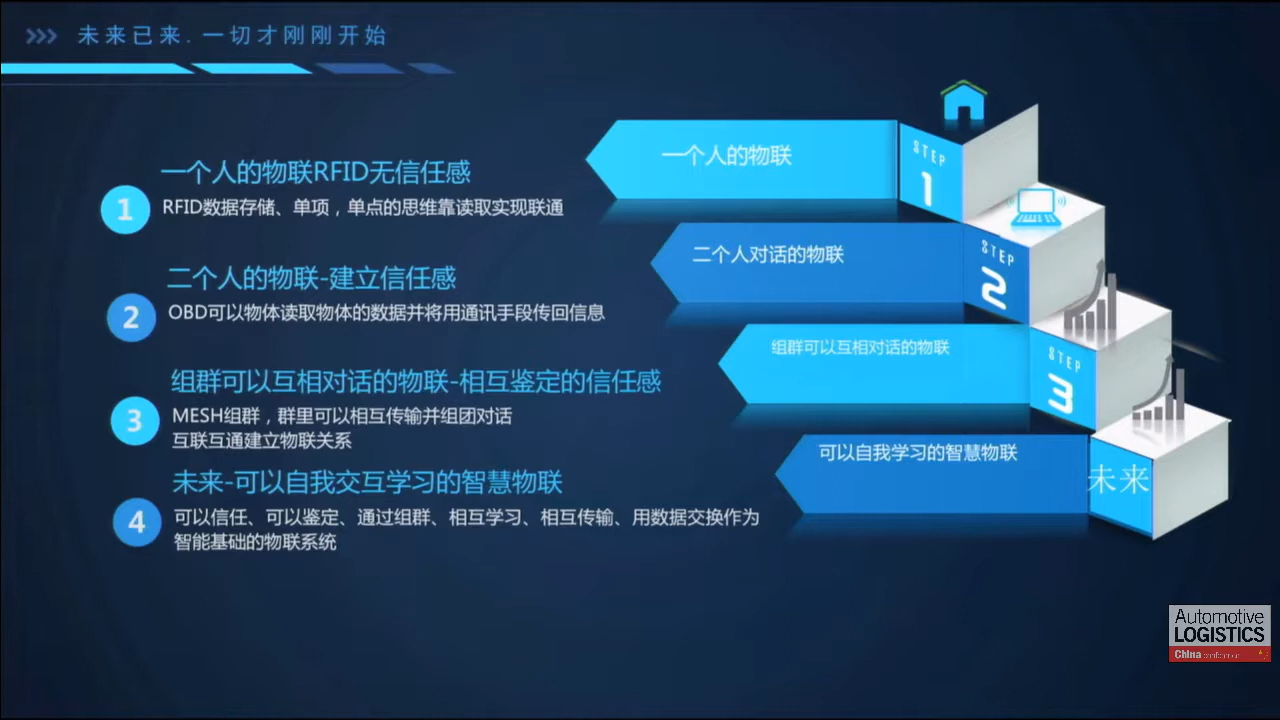 未来已来.一切才刚刚开始
一个人的物联RFID无信任感
1
RFID数据存储、单项，单点的思维靠读取实现联通
二个人的物联-建立信任感
2
OBD可以物体读取物体的数据并将用通讯手段传回信息
组群可以互相对话的物联-相互鉴定的信任感
3
MESH组群，群里可以相互传输并组团对话
互联互通建立物联关系
未来-可以自我交互学习的智慧物联
4
可以信任、可以鉴定、通过组群、相互学习、相互传输、用数据交换作为
智能基础的物联系统
一个人的物联
STEP
1
二个人对话的物联
STEP
2
组群可以互相对话的物联
STEP
3
可以自我学习的智慧物联
未来
Automotive
LOGISTICS
China conference